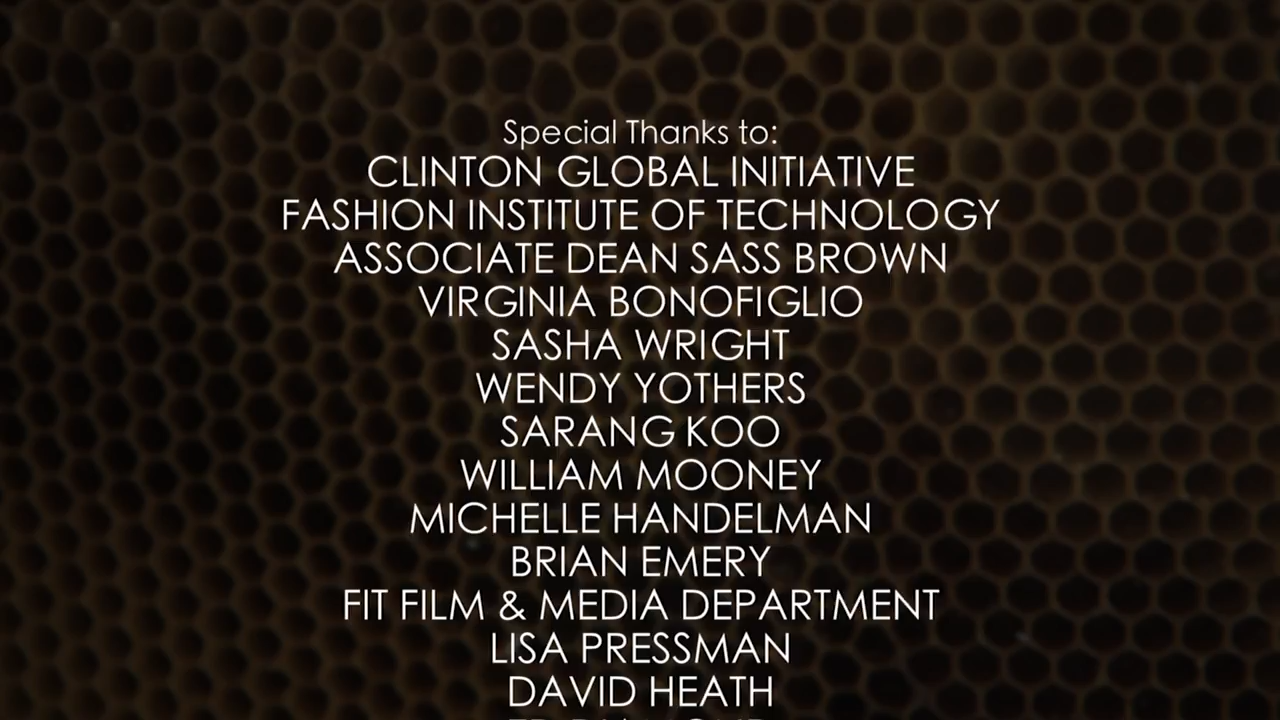 Special Thanks to:
CLINTON GLOBAL INITIATIVE
FASHION INSTITUTE OF TECHNOLOGY
ASSOCIATE DEAN SASS BROWN
VIRGINIA BONOFIGLIO
SASHA WRIGHT
WENDY YOTHERS
SARANG KOO
WILLIAM MOONEY
MICHELLE HANDELMAN
BRIAN EMERY
FIT FILM & MEDIA DEPARTMENT
LISA PRESSMAN
DAVID HEATH